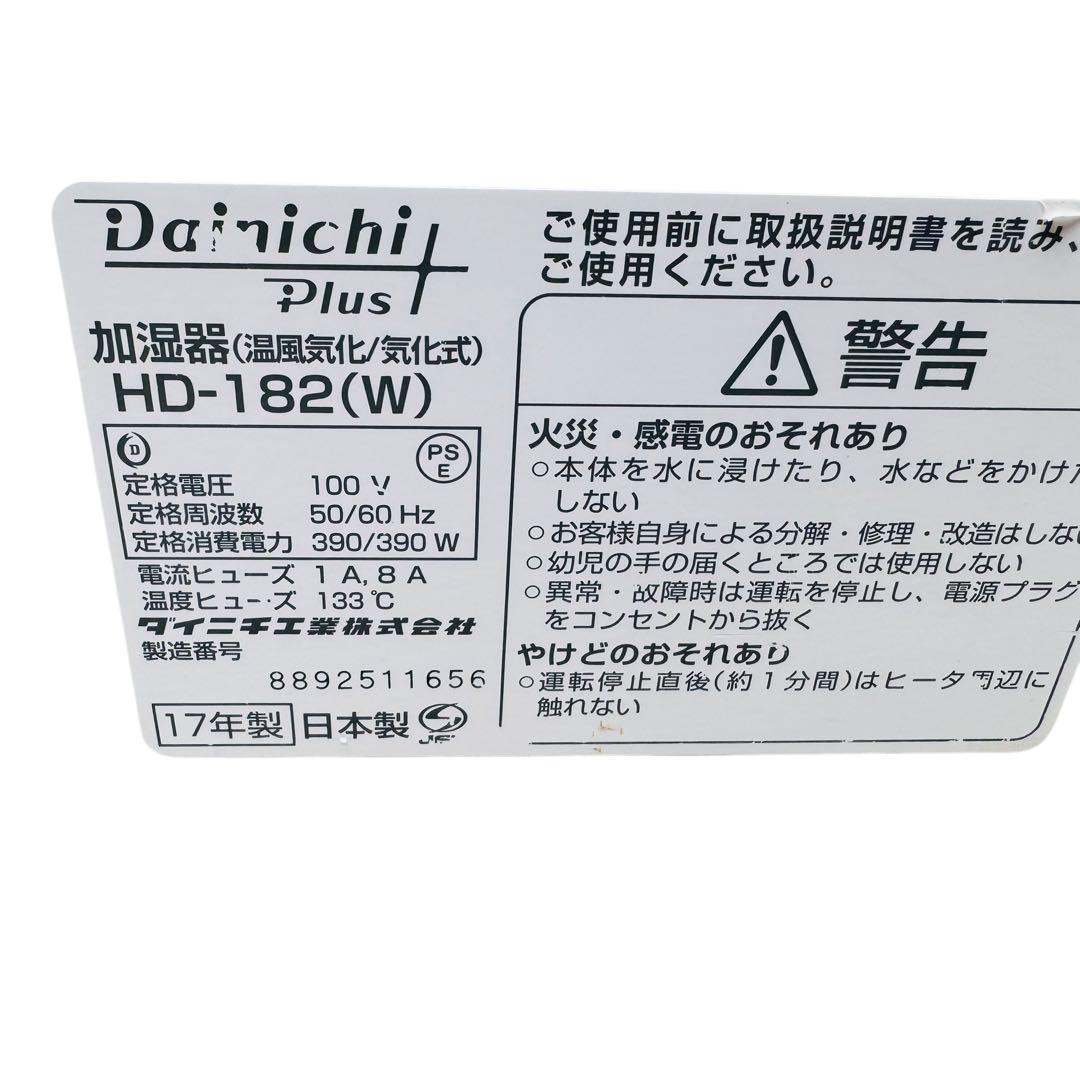 Dainichi
Plus
加湿器(温風気化/気化式)
HD-182(W)
D
PS
E
定格電圧 100 V
定格周波数 50/60 Hz
定格消費電力 390/390 W
電流ヒューズ 1 A, 8 A
温度ヒューズ 133℃
ダイニチ工業株式会社
製造番号
8892511656
17年製 日本製
ご使用前に取扱説明書を読み、
ご使用ください。
警告
火災・感電のおそれあり
○本体を水に浸けたり、水などをかけた
しない
○お客様自身による分解・修理・改造はしない
○幼児の手の届くところでは使用しない
○異常・故障時は運転を停止し、電源プラグ
をコンセントから抜く
やけどのおそれあり
○運転停止直後(約1分間)はヒータ周辺に
触れない